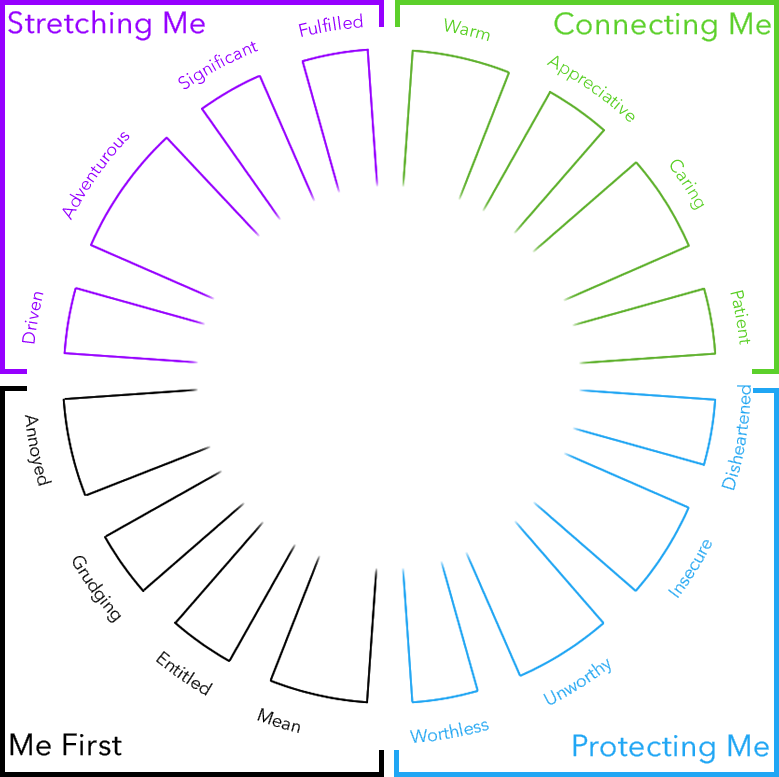 Stretching Me
Connecting Me
Fulfilled
Significant
Adventurous
Driven
Warm
Appreciative
Caring
Patient
Annoyed
Grudging
Entitled
Mean
Disheartened
Insecure
Unworthy
Worthless
Me First
Protecting Me